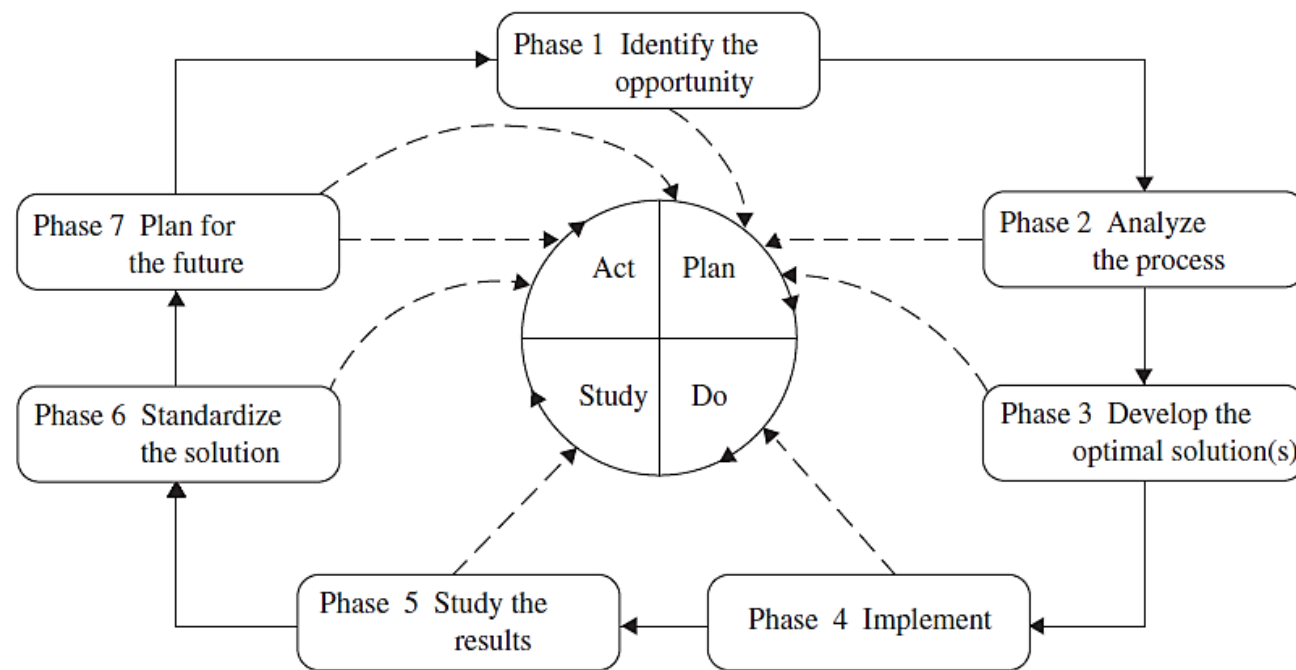 Phase 1 Identify the
opportunity
Phase 7 Plan for
the future
Phase 2 Analyze
the process
Act
Plan
Study
Do
Phase 6 Standardize
the solution
Phase 3 Develop the
optimal solution(s)
Phase 5 Study the
results
Phase 4 Implement